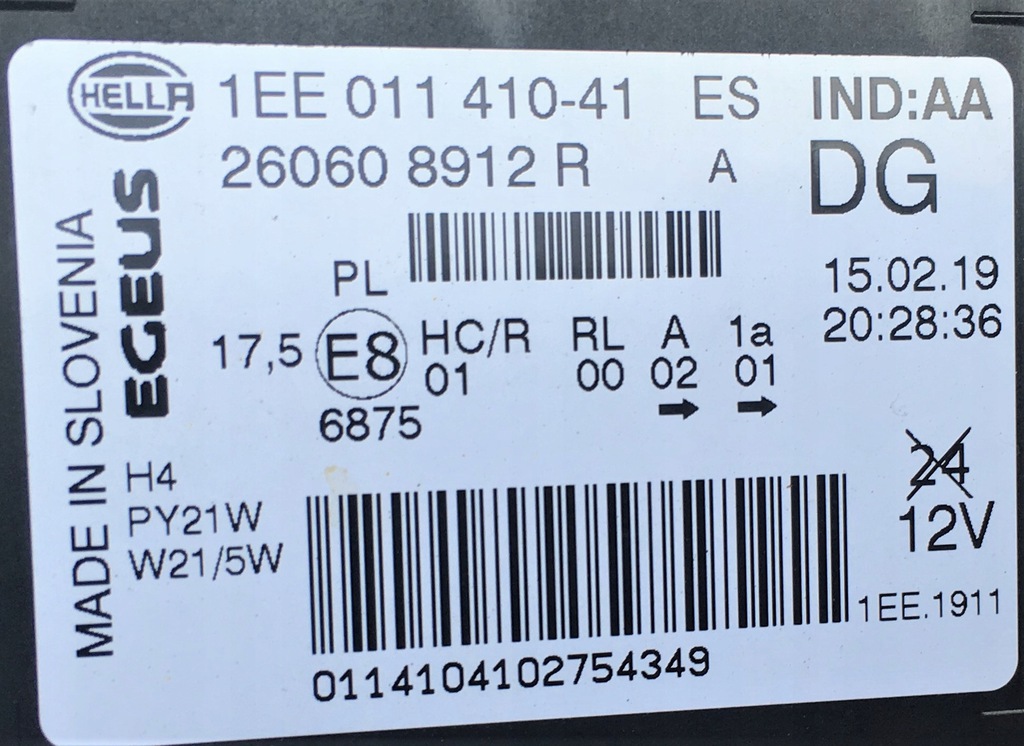 HELLA 1EE 011 410-41 ES IND:AA
26060 8912 R A DG
MADE IN SLOVENIA
EGEUS
PL
15.02.19
20:28:36
17,5 E8 HC/R RL A 1a
01 00 02 01
6875
H4
PY21W
W21/5W
24
12V
1EE.1911
0114104102754349